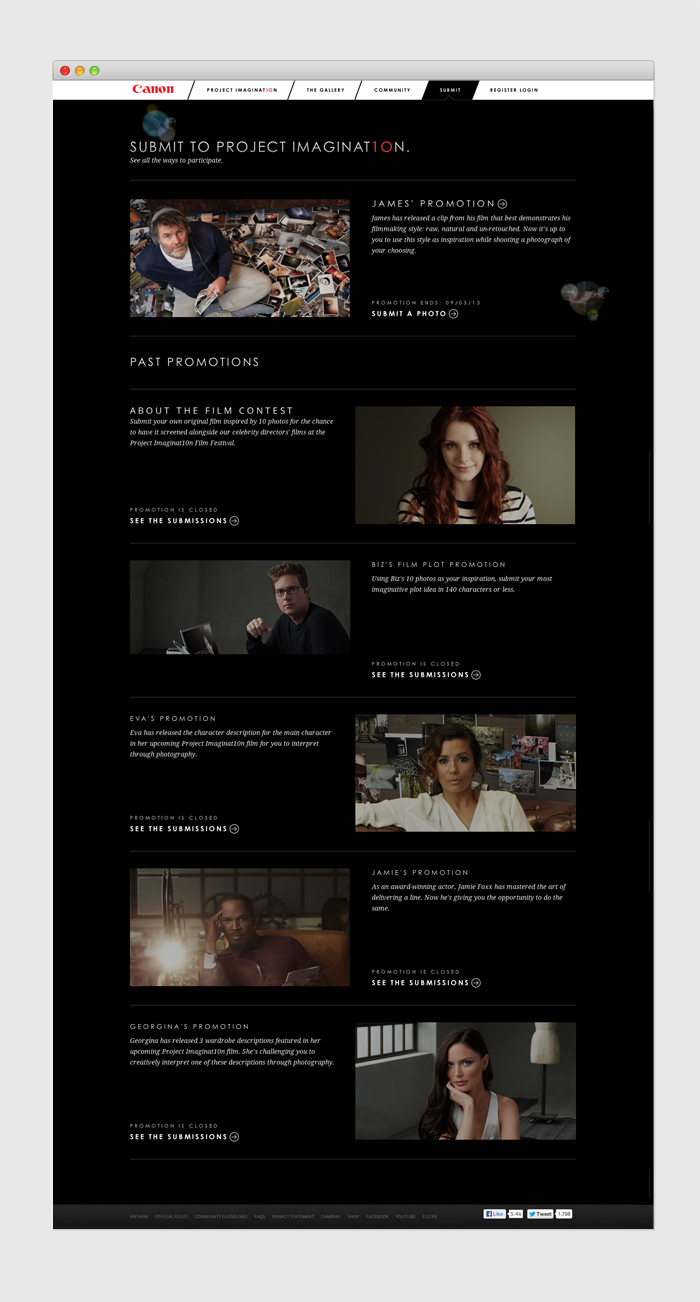 Canon
PROJECT IMAGINAT1ON
THE GALLERY
COMMUNITY
SUBMIT
REGISTER LOGIN
SUBMIT TO PROJECT IMAGINAT1ON.
See all the ways to participate.
JAMES' PROMOTION
James has released a clip from his film that best demonstrates his
filmmaking style: raw, natural and un-retouched. Now it's up to
you to use this style as inspiration while shooting a photograph of
your choosing.
PROMOTION ENDS: 09/03/13
SUBMIT A PHOTO
PAST PROMOTIONS
ABOUT THE FILM CONTEST
Submit your own original film inspired by 10 photos for the chance
to have it screened alongside our celebrity directors' films at the
Project Imaginat10n Film Festival.
PROMOTION IS CLOSED
SEE THE SUBMISSIONS
BIZ'S FILM PLOT PROMOTION
Using Biz's 10 photos as your inspiration, submit your most
imaginative plot idea in 140 characters or less.
PROMOTION IS CLOSED
SEE THE SUBMISSIONS
EVA'S PROMOTION
Eva has released the character description for the main character
in her upcoming Project Imaginat10n film for you to interpret
through photography.
PROMOTION IS CLOSED
SEE THE SUBMISSIONS
JAMIE'S PROMOTION
As an award-winning actor, Jamie Foxx has mastered the art of
delivering a line. Now he's giving you the opportunity to do the
same.
PROMOTION IS CLOSED
SEE THE SUBMISSIONS
GEORGINA'S PROMOTION
Georgina has released 3 wardrobe descriptions featured in her
upcoming Project Imaginat10n film. She's challenging you to
creatively interpret one of these descriptions through photography.
PROMOTION IS CLOSED
SEE THE SUBMISSIONS
ANTHEM OFFICIAL RULES COMMUNITY GUIDELINES FAQS PRIVACY STATEMENT CAMERAS SHOP FACEBOOK YOUTUBE FLICKR
Like 5.4k Tweet 1,798